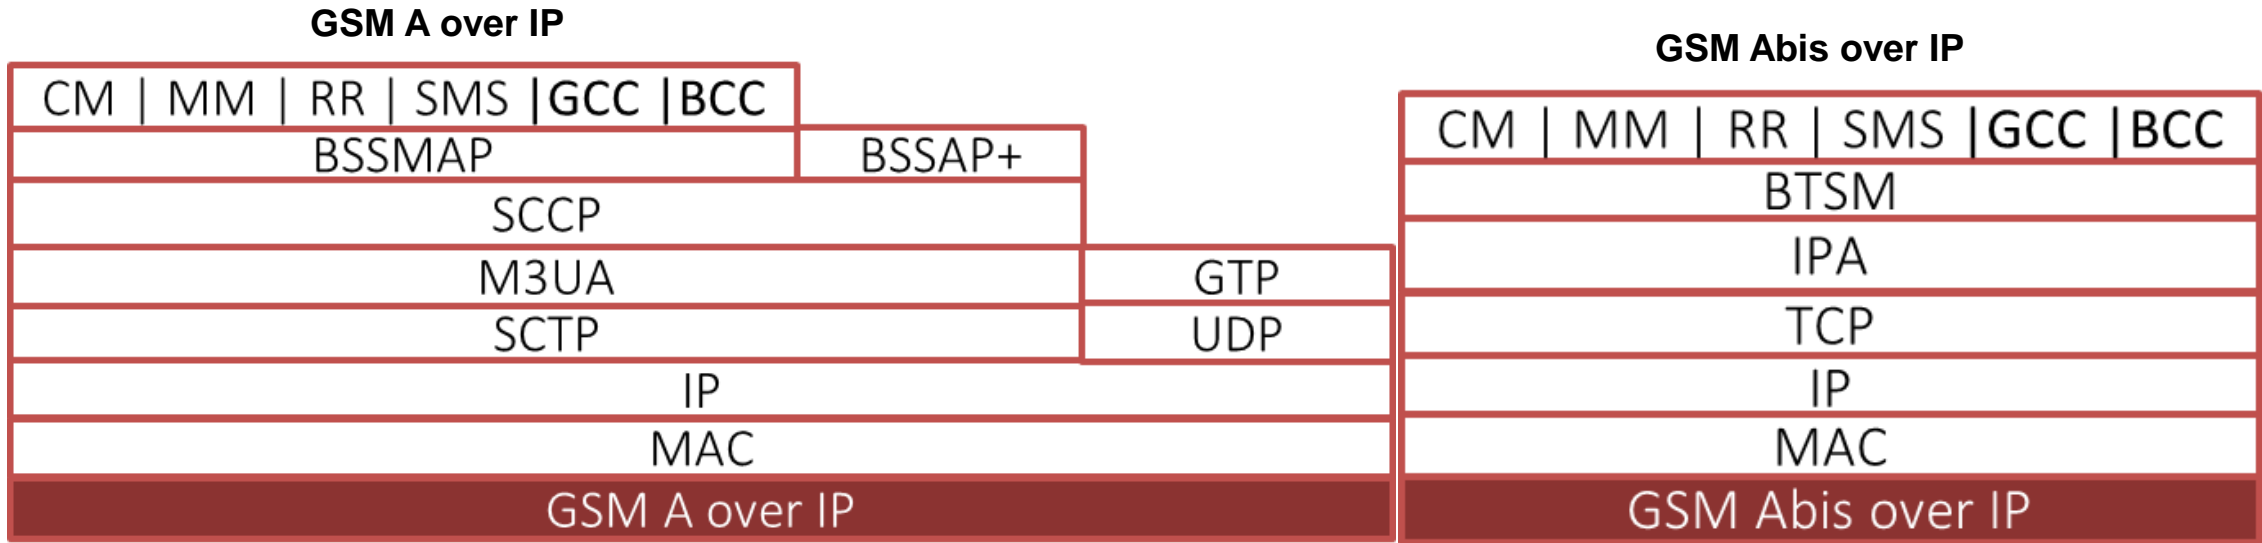 GSM A over IP
CM | MM | RR | SMS |GCC |BCC
BSSMAP
BSSAP+
SCCP
M3UA
GTP
SCTP
UDP
IP
MAC
GSM A over IP
GSM Abis over IP
CM | MM | RR | SMS |GCC |BCC
BTSM
IPA
TCP
IP
MAC
GSM Abis over IP